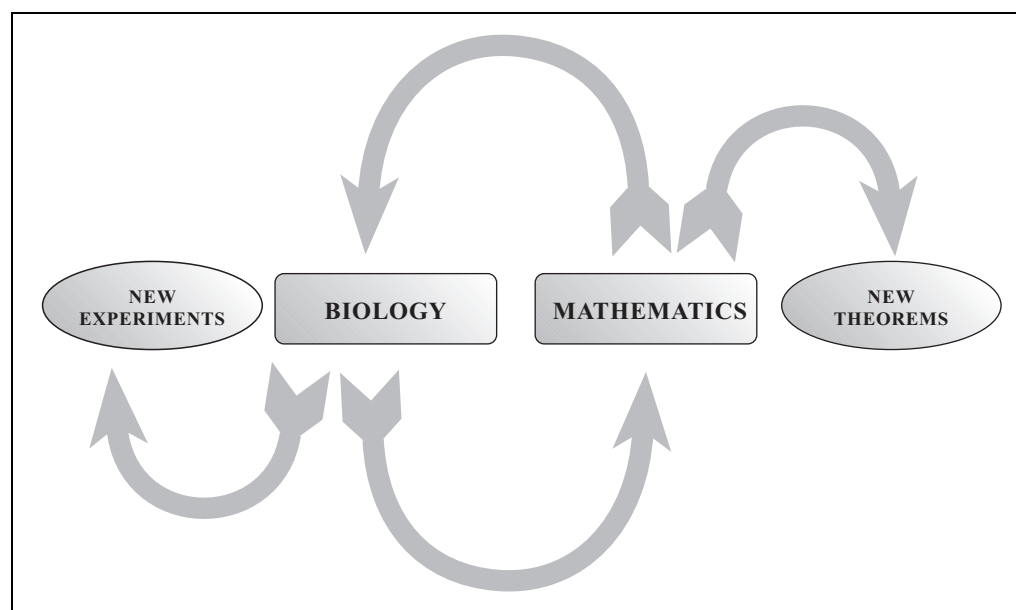 NEW
EXPERIMENTS
BIOLOGY
MATHEMATICS
NEW
THEOREMS